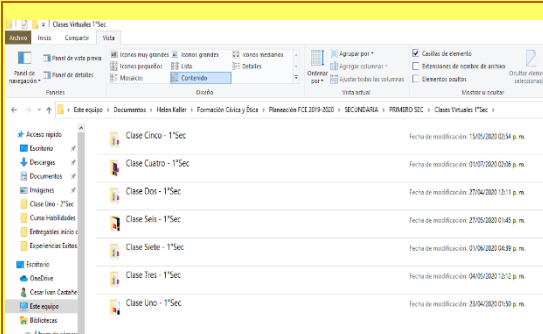 Clases Virtuales 1°Sec
Archivo Inicio Compartir Vista
Panel de navegación
Panel de vista previa
Panel de detalles
Paneles
Iconos muy grandes Iconos grandes Iconos medianos
Iconos pequeños Lista Detalles
Mosaicos Contenido
Diseño
Ordenar por
Agrupar por
Agregar columnas
Ajustar todas las columnas
Vista actual
Casillas de elemento
Extensiones de nombre de archivo
Elementos ocultos
Mostrar u ocultar
Ocultar eleme
seleccionad
Este equipo > Documentos > Helen Keller > Formación Cívica y Ética > Planeación FCE 2019-2020 > SECUNDARIA > PRIMERO SEC > Clases Virtuales 1°Sec >
Acceso rápido
Escritorio
Descargas
Documentos
Imágenes
Clase Uno - 2°Sec
Curso Habilidades
Entregables inicio c
Experiencias Exitos
Escritorio
OneDrive
Cesar Ivan Castañe
Este equipo
Bibliotecas
Clase Cinco - 1°Sec Fecha de modificación: 15/05/2020 02:54 p. m.
Clase Cuatro - 1°Sec Fecha de modificación: 01/07/2020 02:06 p. m.
Clase Dos - 1°Sec Fecha de modificación: 27/04/2020 12:11 p. m.
Clase Seis - 1°Sec Fecha de modificación: 27/05/2020 01:45 p. m.
Clase Siete - 1°Sec Fecha de modificación: 01/06/2020 04:59 p. m.
Clase Tres - 1°Sec Fecha de modificación: 04/05/2020 12:12 p. m.
Clase Uno - 1°Sec Fecha de modificación: 23/04/2020 01:50 p. m.